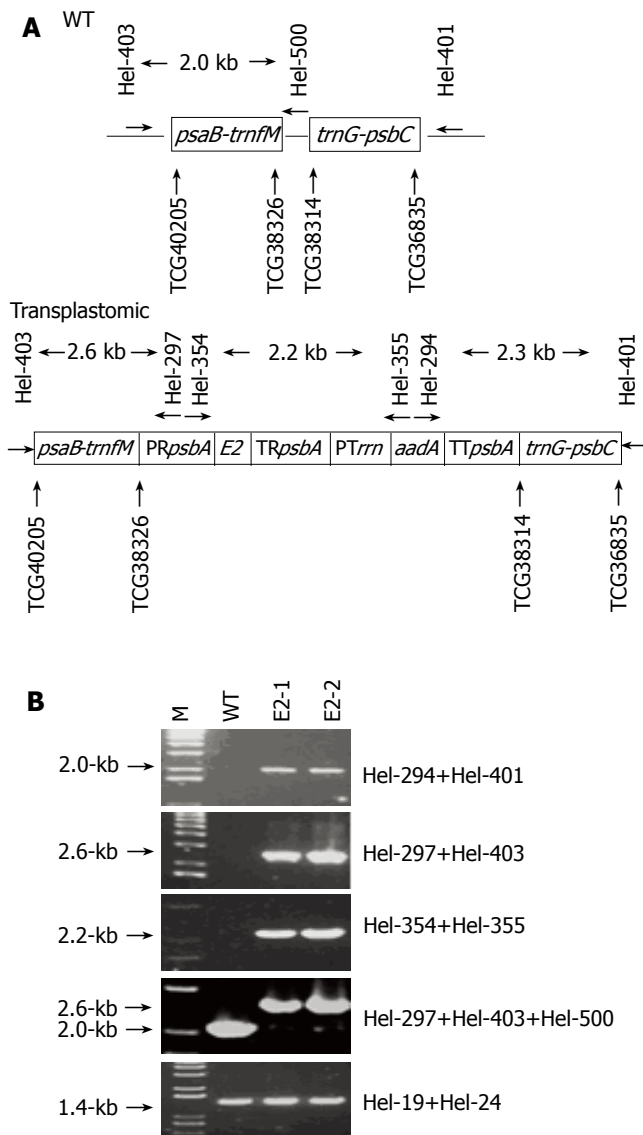 A
WT
Hel-403
2.0 kb
Hel-500
Hel-401
psaB-trnfM
trnG-psbC
TCG40205
TCG38326
TCG38314
TCG36835
Transplastomic
Hel-403
2.6 kb
Hel-297
Hel-354
2.2 kb
Hel-355
Hel-294
2.3 kb
Hel-401
psaB-trnfM PRpsbA E2 TRpsbA PTrrn aadA TTpsbA trnG-psbC
TCG40205
TCG38326
TCG38314
TCG36835
B
M WT E2-1 E2-2
2.0-kb
Hel-294+Hel-401
2.6-kb
Hel-297+Hel-403
2.2-kb
Hel-354+Hel-355
2.6-kb
2.0-kb
Hel-297+Hel-403+Hel-500
1.4-kb
Hel-19+Hel-24